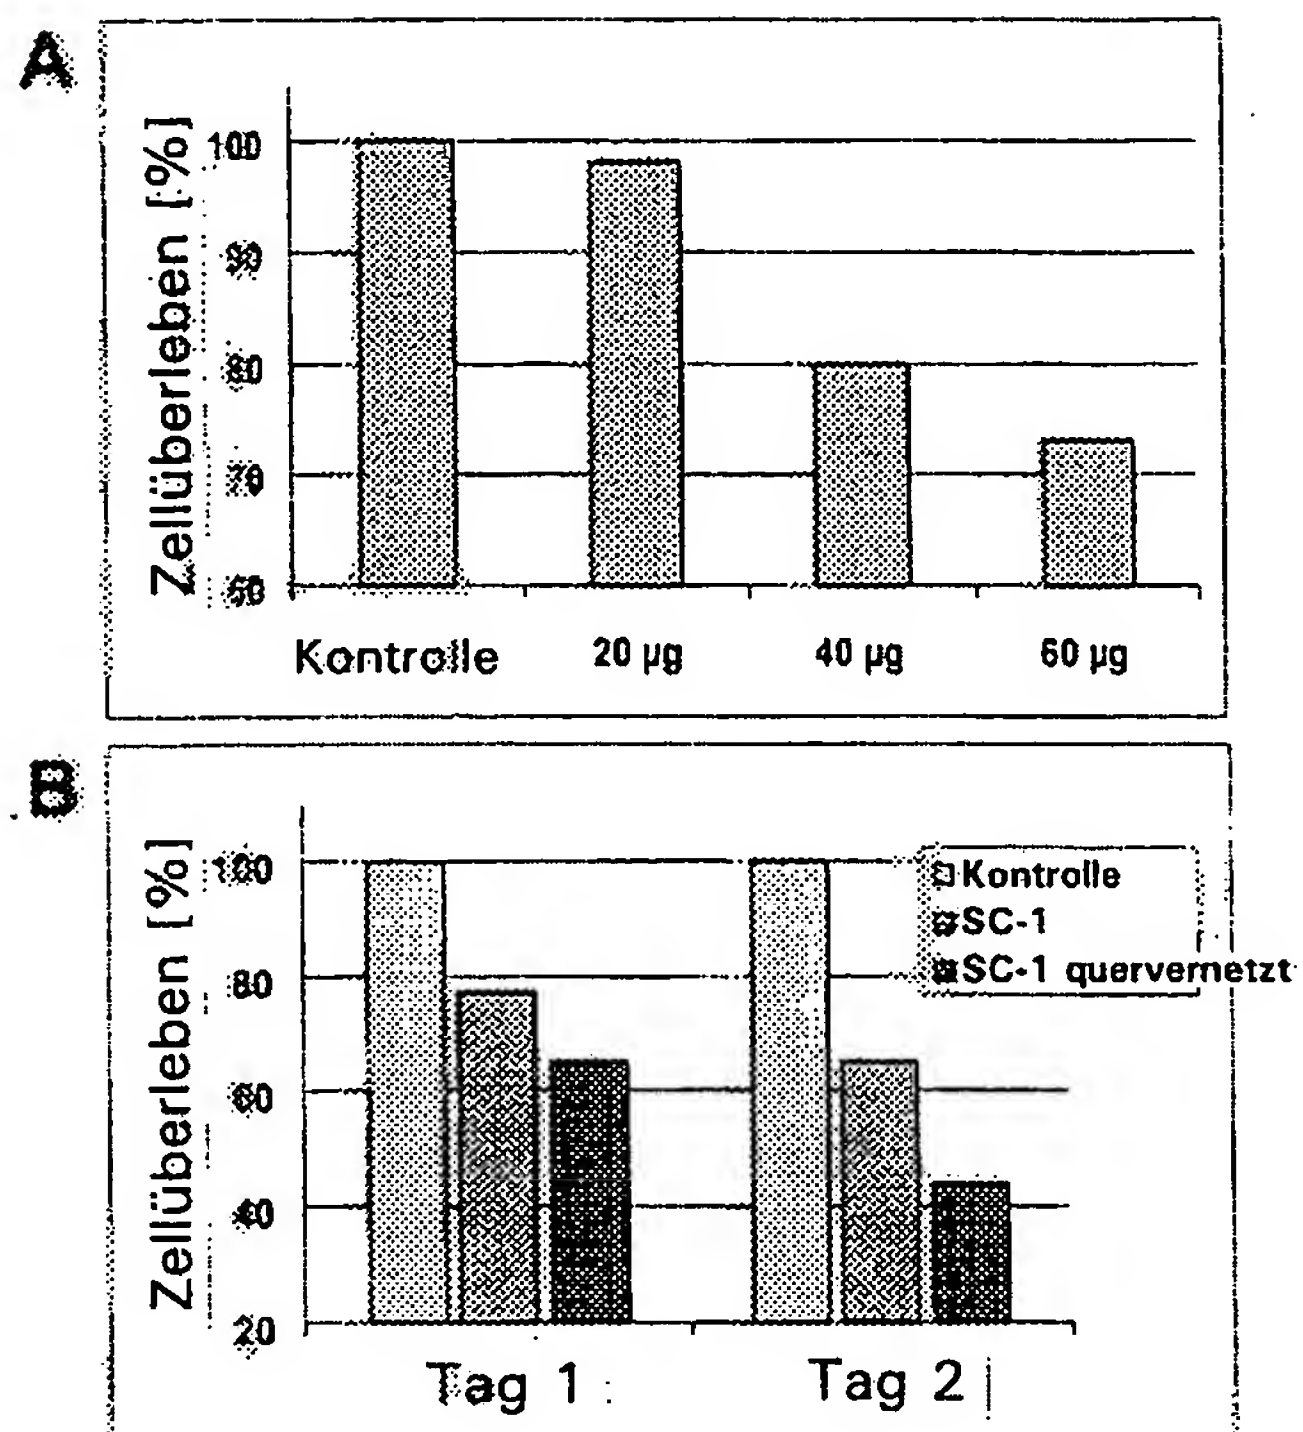 A
Zellüberleben [%]
100
90
80
70
60
Kontrolle
20 µg
40 µg
60 µg
B
Zellüberleben [%]
100
80
60
40
20
Kontrolle
SC-1
SC-1 quervernetzt
Tag 1
Tag 2